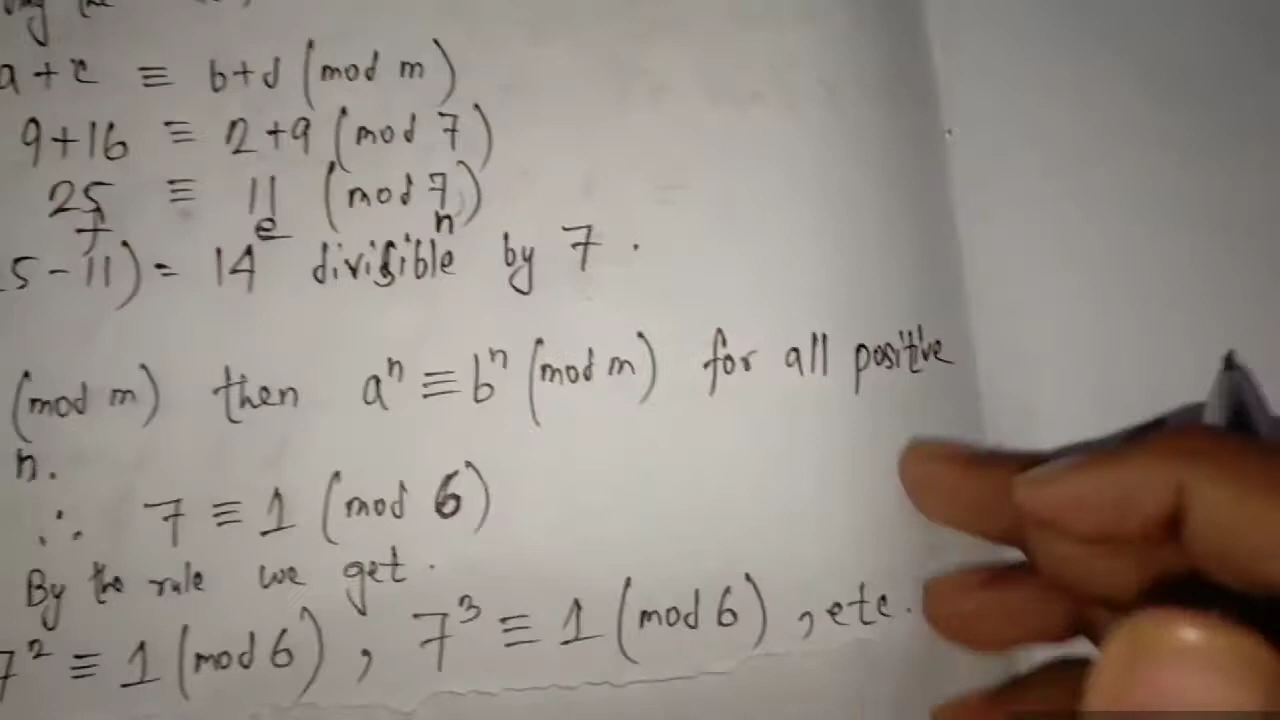 a + c ≡ b+d (mod m)
9+16 ≡ 2+9 (mod 7)
25 ≡ 11 (mod 7)
5 - 11) = 14 divisible by 7 .
(mod m) then aⁿ ≡ bⁿ (mod m) for all positive
n.
∴ 7 ≡ 1 (mod 6)
By the rule we get .
7² ≡ 1 (mod 6) , 7³ ≡ 1 (mod 6) , etc.